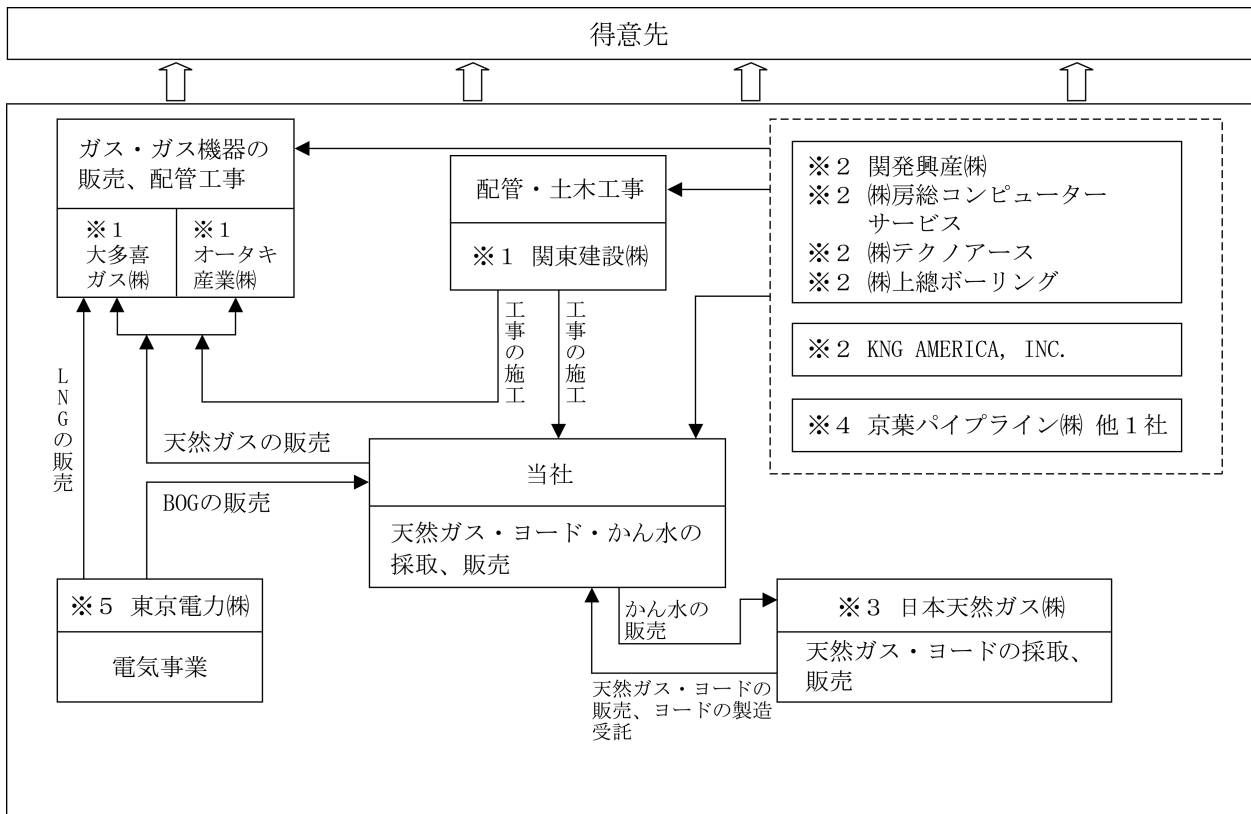 得意先
ガス・ガス機器の
販売、配管工事
※１
大多喜
ガス㈱
※１
オータキ
産業㈱
配管・土木工事
※１ 関東建設㈱
※２ 関発興産㈱
※２ ㈱房総コンピューター
サービス
※２ ㈱テクノアース
※２ ㈱上總ボーリング
※２ KNG AMERICA, INC.
※４ 京葉パイプライン㈱ 他１社
工事の施工
工事の施工
LNGの販売
天然ガスの販売
BOGの販売
当社
天然ガス・ヨード・かん水の
採取、販売
※５ 東京電力㈱
電気事業
かん水の
販売
※３ 日本天然ガス㈱
天然ガス・ヨードの採取、
販売
天然ガス・ヨードの
販売、ヨードの製造
受託